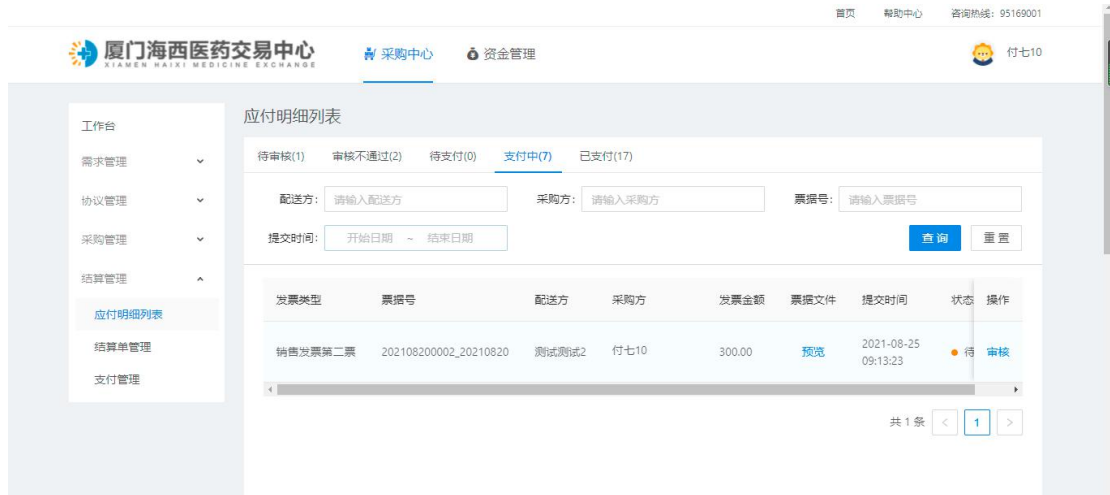 首页 帮助中心 咨询热线：95169001
厦门海西医药交易中心 采购中心 资金管理 付七10
XIAMEN HAIXI MEDICINE EXCHANGE
工作台
需求管理
协议管理
采购管理
结算管理
应付明细列表
结算单管理
支付管理
应付明细列表
待审核(1) 审核不通过(2) 待支付(0) 支付中(7) 已支付(17)
配送方： 请输入配送方 采购方： 请输入采购方 票据号： 请输入票据号
提交时间： 开始日期 ~ 结束日期 查询 重置
发票类型 票据号 配送方 采购方 发票金额 票据文件 提交时间 状态 操作
销售发票第二票 202108200002_20210820 测试测试2 付七10 300.00 预览 2021-08-25 待 审核
09:13:23
共 1 条 < 1 >